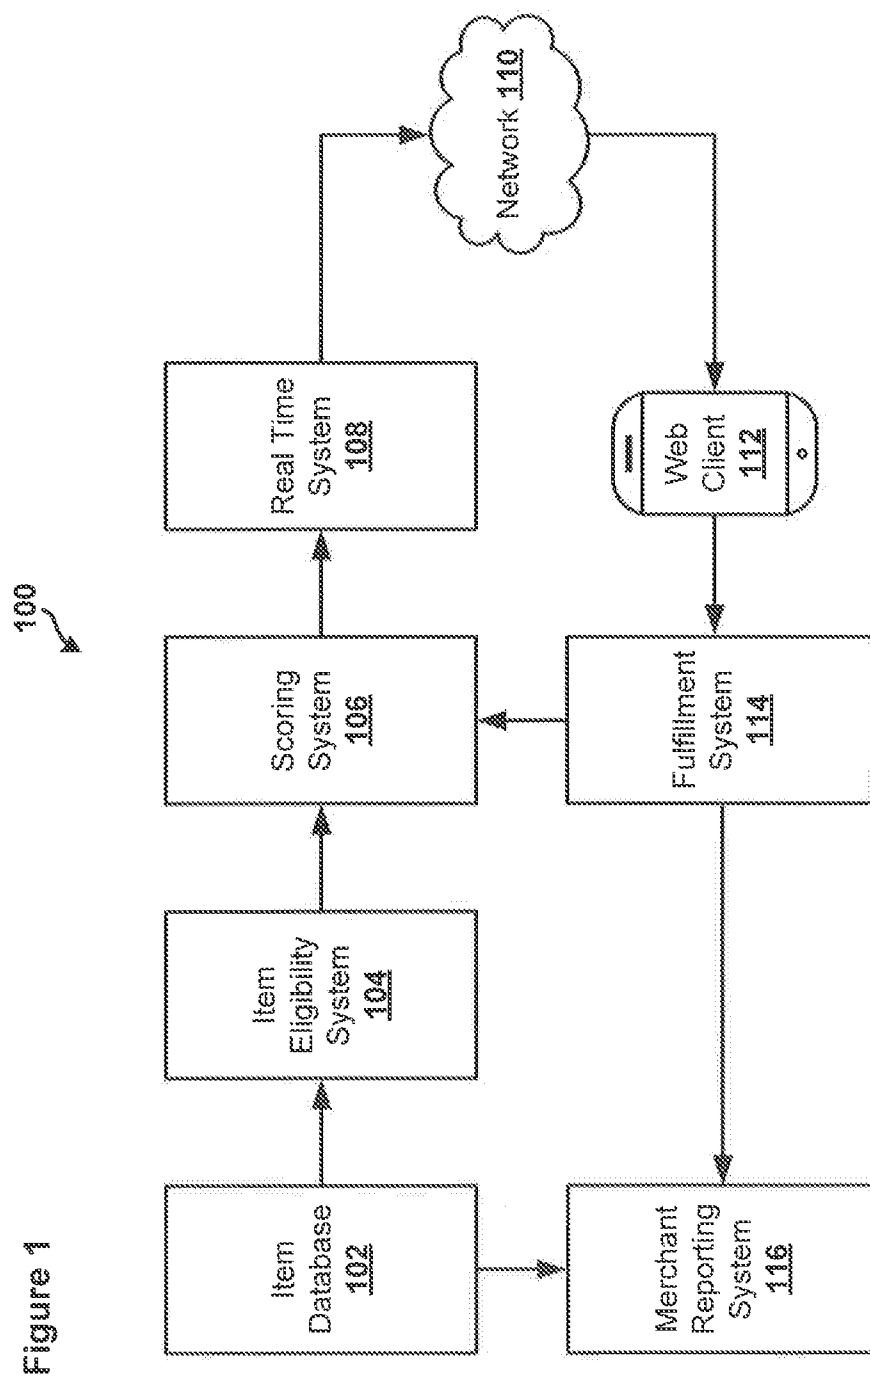 Figure 1
100
Item
Database
102
Item
Eligibility
System
104
Scoring
System
106
Real Time
System
108
Network 110
Web
Client
112
Fulfillment
System
114
Merchant
Reporting
System
116